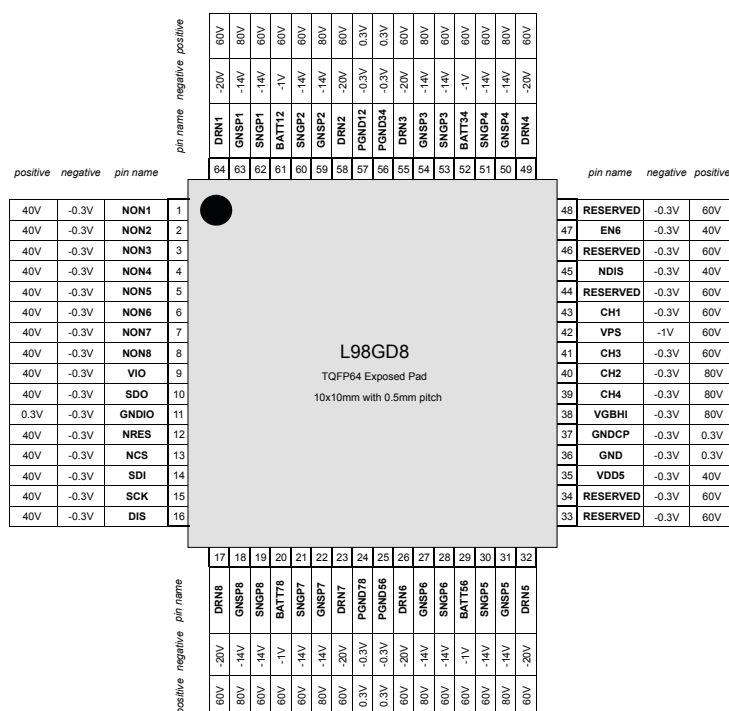 positive 60V 80V 60V 60V 60V 80V 60V 0.3V 0.3V 60V 80V 60V 60V 60V 80V 60V
negative -20V -14V -14V -1V -14V -14V -20V -0.3V -0.3V -20V -14V -14V -1V -14V -14V -20V
pin name DRN1 GNSP1 SNGP1 BATT12 SNGP2 GNSP2 DRN2 PGND12 PGND34 DRN3 GNSP3 SNGP3 BATT34 SNGP4 GNSP4 DRN4
64 63 62 61 60 59 58 57 56 55 54 53 52 51 50 49
positive negative pin name
40V -0.3V NON1 1
40V -0.3V NON2 2
40V -0.3V NON3 3
40V -0.3V NON4 4
40V -0.3V NON5 5
40V -0.3V NON6 6
40V -0.3V NON7 7
40V -0.3V NON8 8
40V -0.3V VIO 9
40V -0.3V SDO 10
0.3V -0.3V GNDIO 11
40V -0.3V NRES 12
40V -0.3V NCS 13
40V -0.3V SDI 14
40V -0.3V SCK 15
40V -0.3V DIS 16
L98GD8
TQFP64 Exposed Pad
10x10mm with 0.5mm pitch
pin name negative positive
48 RESERVED -0.3V 60V
47 EN6 -0.3V 40V
46 RESERVED -0.3V 60V
45 NDIS -0.3V 40V
44 RESERVED -0.3V 60V
43 CH1 -0.3V 60V
42 VPS -1V 60V
41 CH3 -0.3V 60V
40 CH2 -0.3V 80V
39 CH4 -0.3V 80V
38 VGBHI -0.3V 80V
37 GNDCP -0.3V 0.3V
36 GND -0.3V 0.3V
35 VDD5 -0.3V 40V
34 RESERVED -0.3V 60V
33 RESERVED -0.3V 60V
17 18 19 20 21 22 23 24 25 26 27 28 29 30 31 32
pin name DRN8 GNSP8 SNGP8 BATT78 SNGP7 GNSP7 DRN7 PGND78 PGND56 DRN6 GNSP6 SNGP6 BATT56 SNGP5 GNSP5 DRN5
negative -20V -14V -14V -1V -14V -14V -20V -0.3V -0.3V -20V -14V -14V -1V -14V -14V -20V
positive 60V 80V 60V 60V 60V 80V 60V 0.3V 0.3V 60V 80V 60V 60V 60V 80V 60V